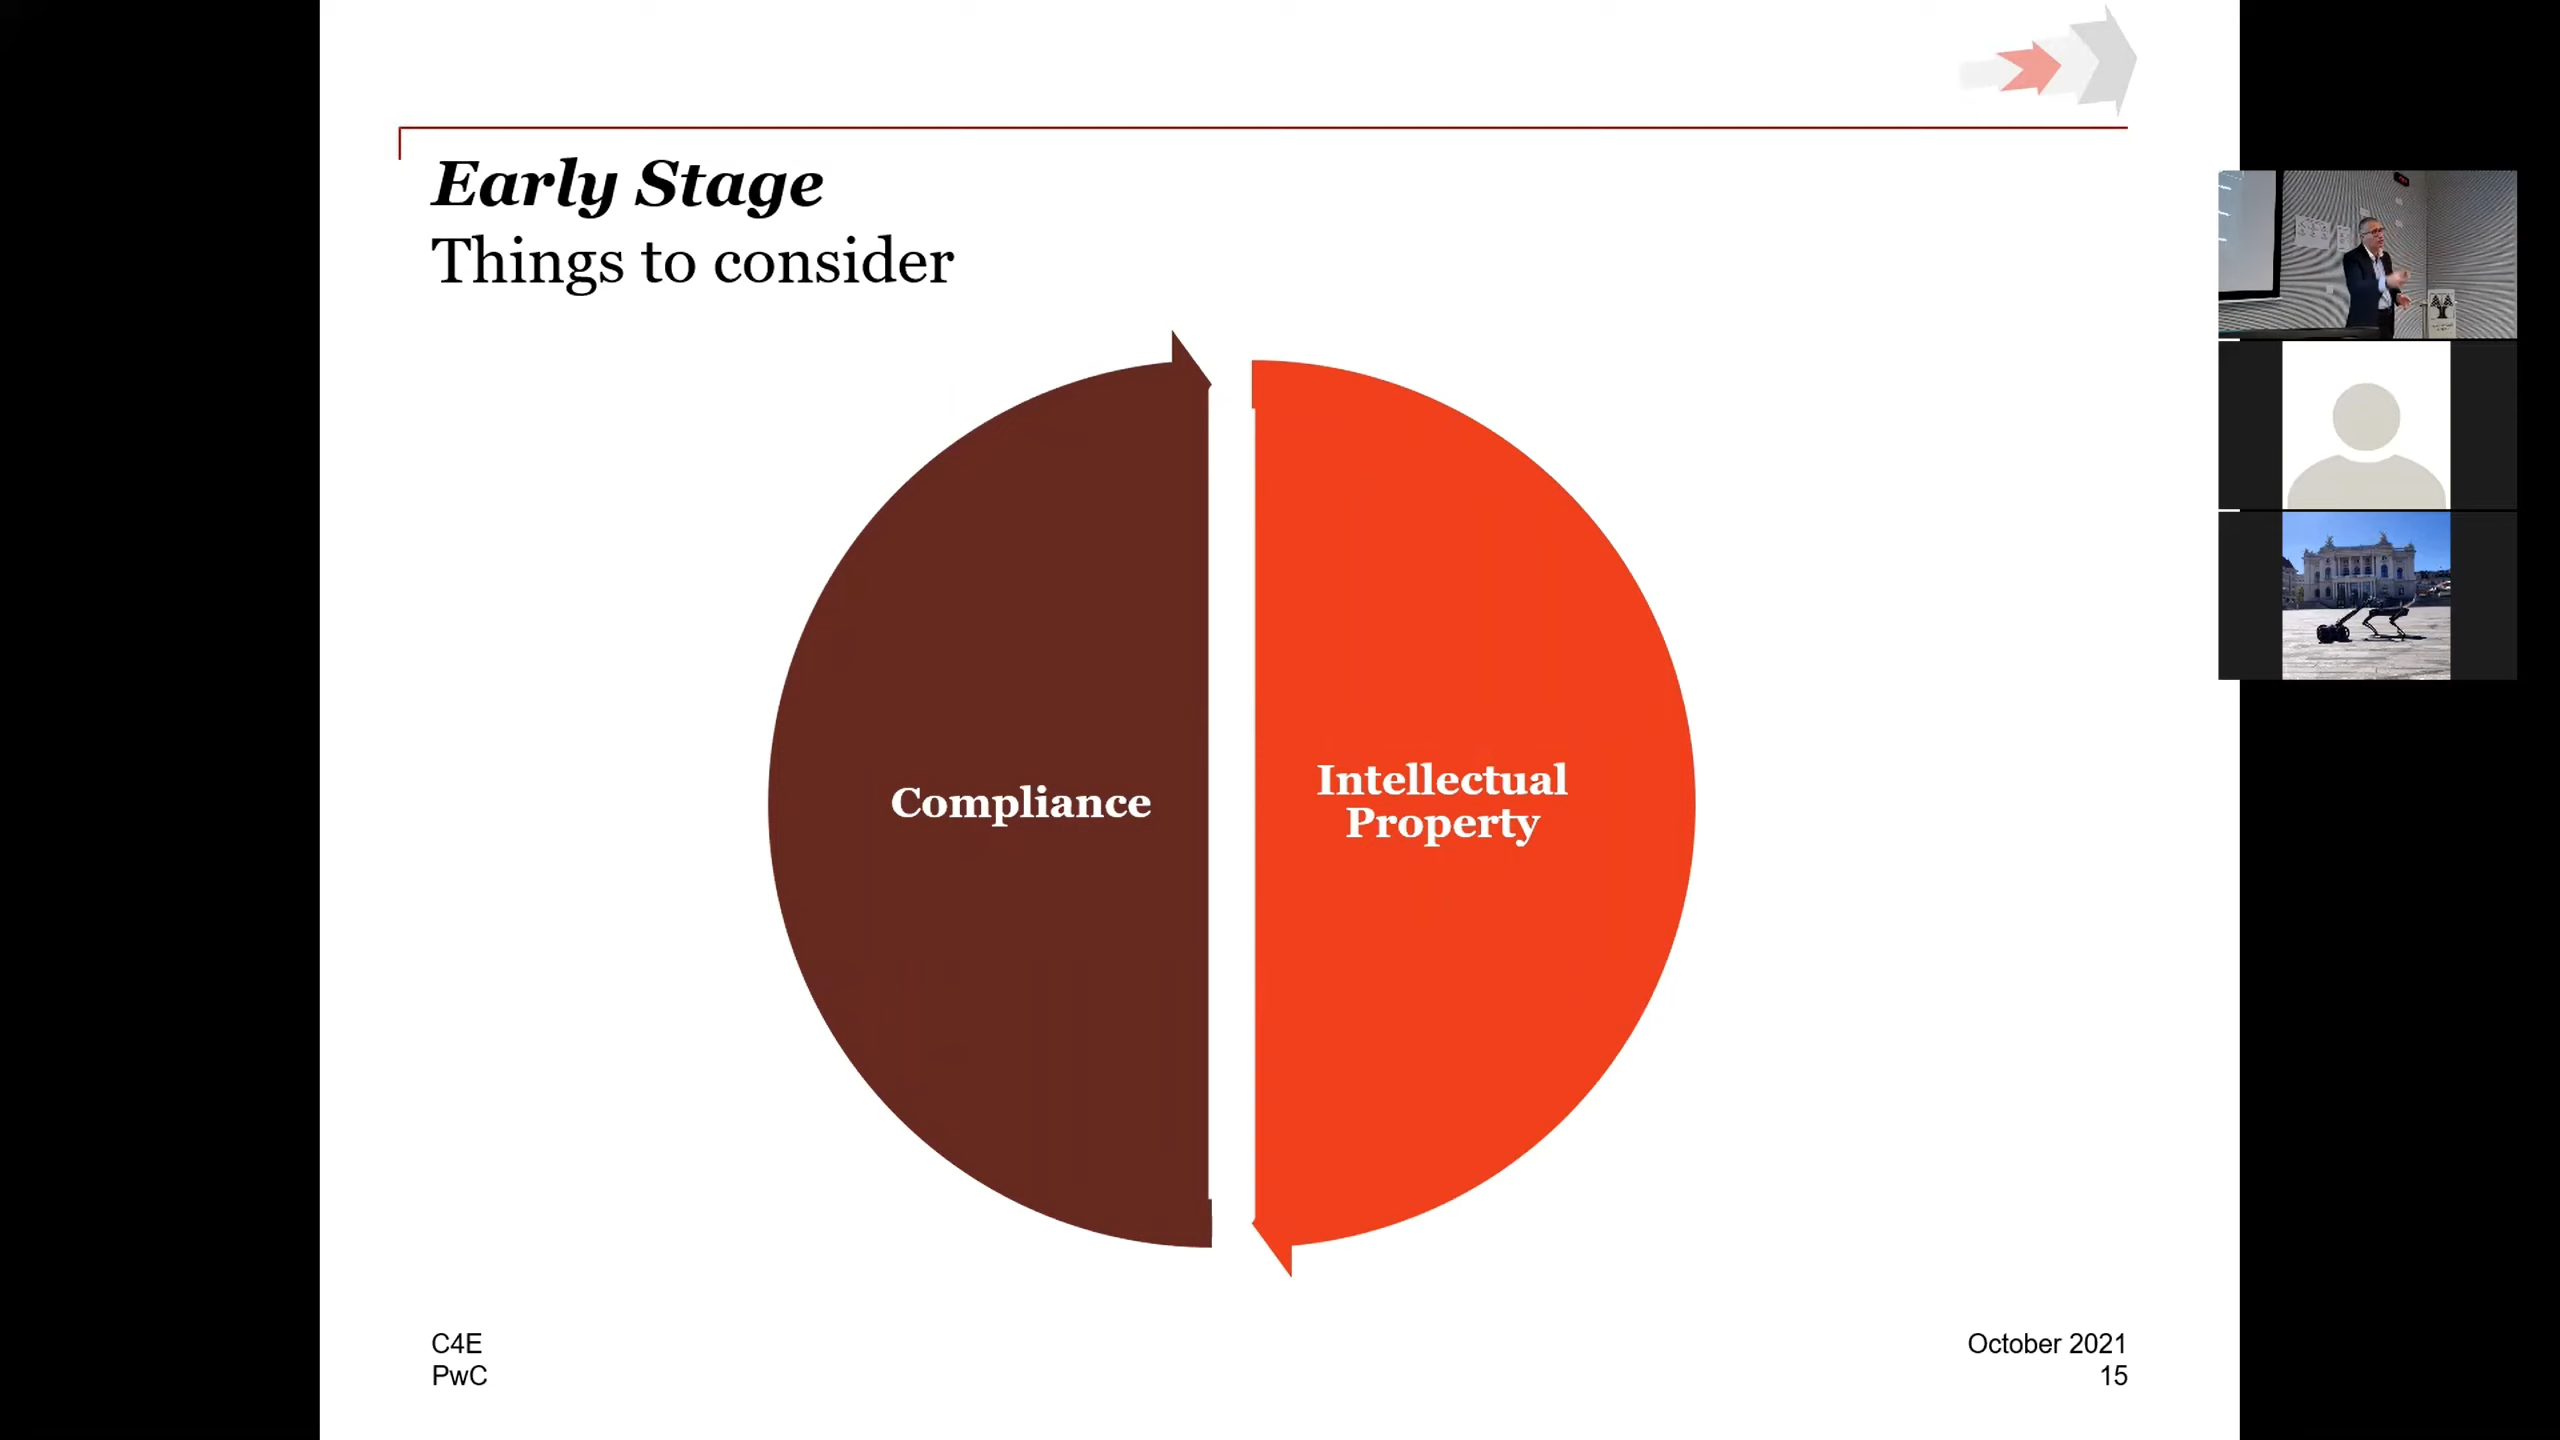 Early Stage
Things to consider
Compliance
Intellectual
Property
C4E
PwC
October 2021
15